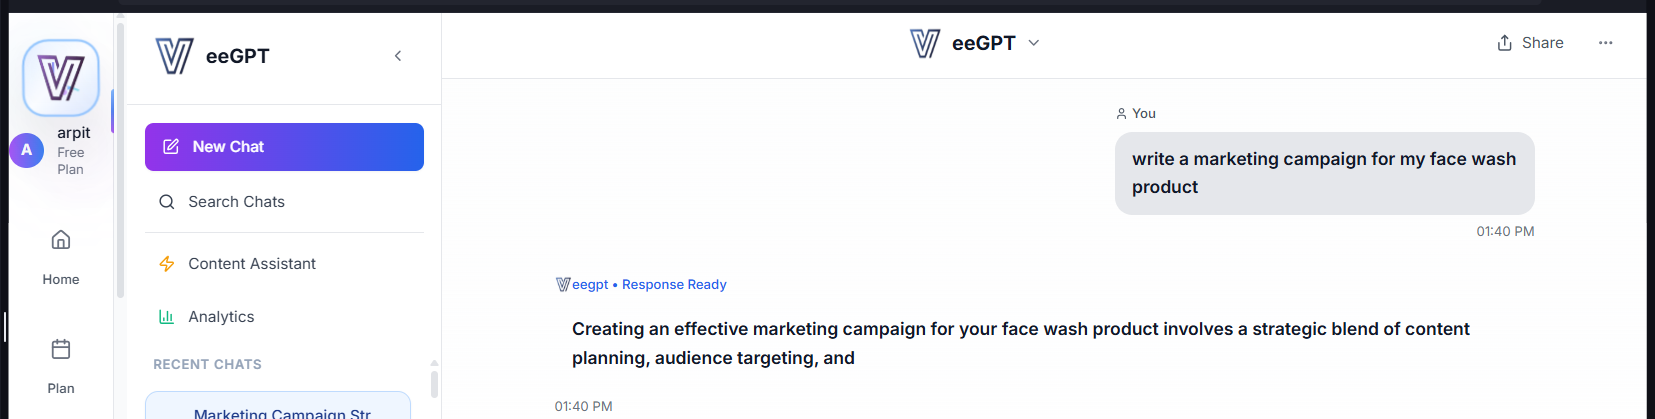 arpit
A
Free
Plan
Home
Plan
eeGPT
New Chat
Search Chats
Content Assistant
Analytics
RECENT CHATS
Marketing Campaign Str
eeGPT
Share
You
write a marketing campaign for my face wash
product
01:40 PM
eegpt • Response Ready
Creating an effective marketing campaign for your face wash product involves a strategic blend of content
planning, audience targeting, and
01:40 PM